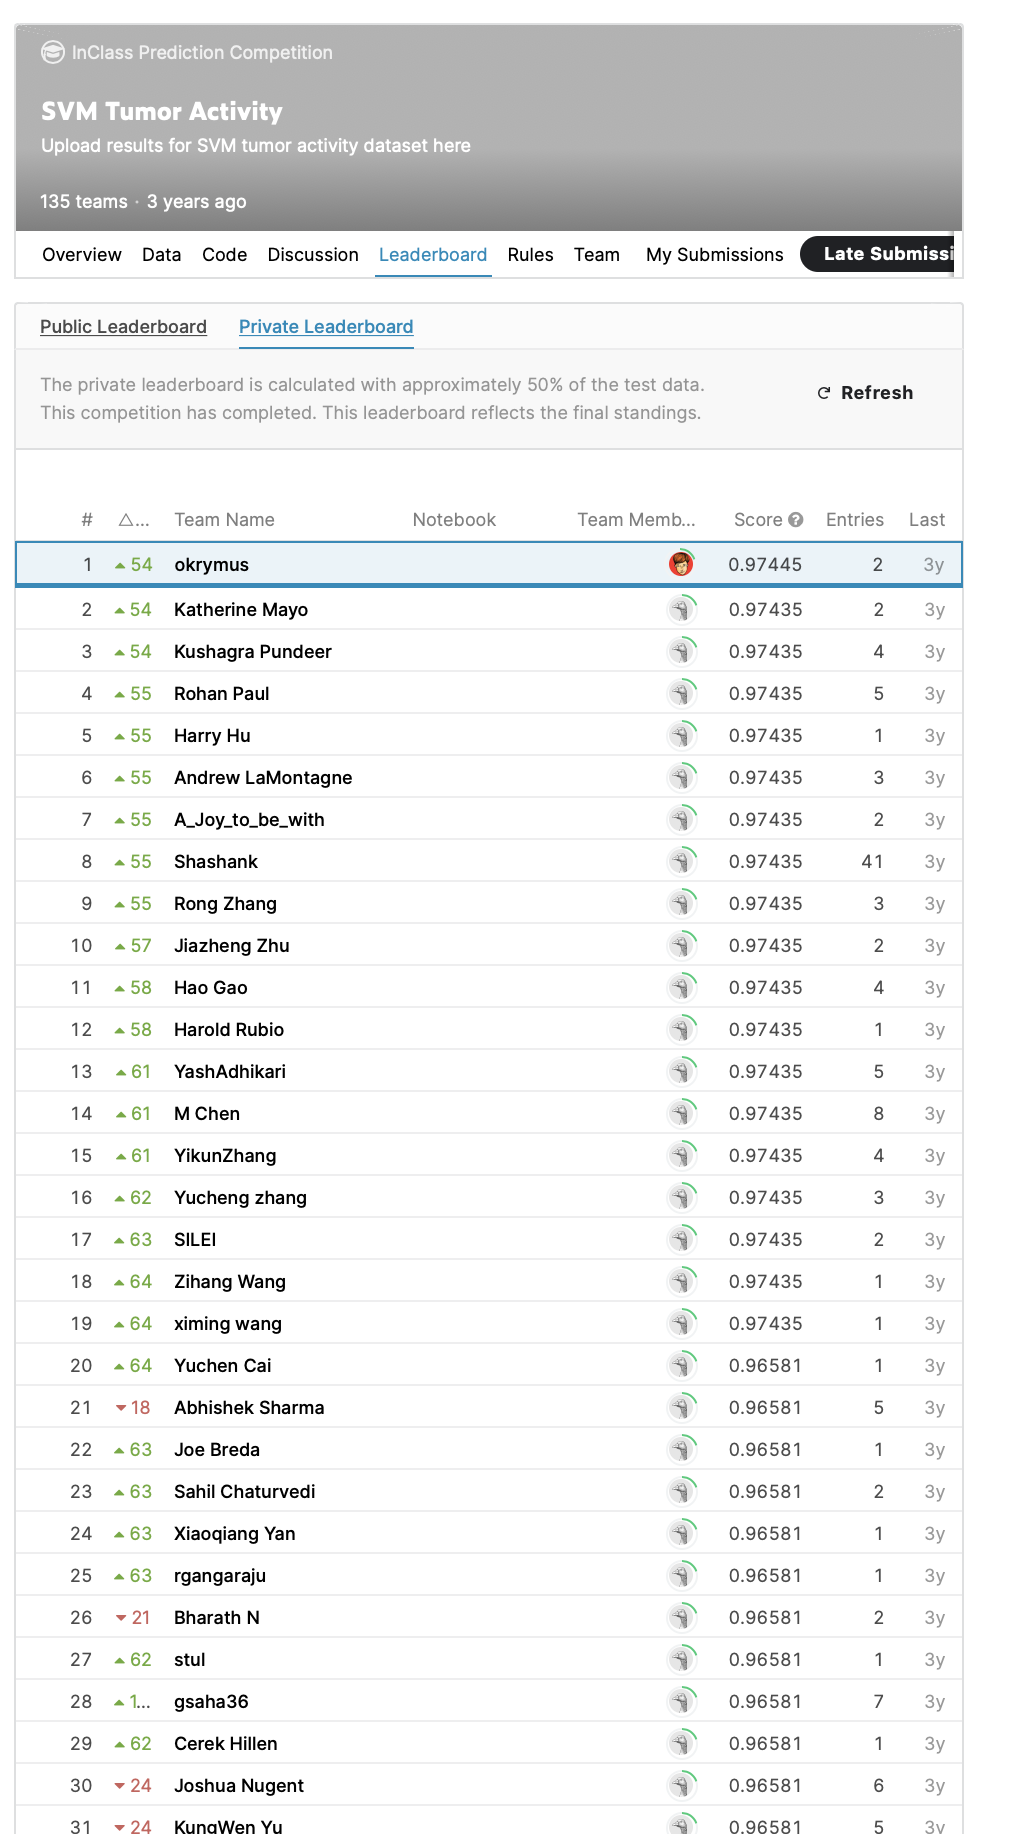 InClass Prediction Competition
SVM Tumor Activity
Upload results for SVM tumor activity dataset here
135 teams · 3 years ago
Overview Data Code Discussion Leaderboard Rules Team My Submissions Late Submissi
Public Leaderboard Private Leaderboard
The private leaderboard is calculated with approximately 50% of the test data.
This competition has completed. This leaderboard reflects the final standings.
Refresh
# △... Team Name Notebook Team Memb... Score ? Entries Last
1 ▲ 54 okrymus 0.97445 2 3y
2 ▲ 54 Katherine Mayo 0.97435 2 3y
3 ▲ 54 Kushagra Pundeer 0.97435 4 3y
4 ▲ 55 Rohan Paul 0.97435 5 3y
5 ▲ 55 Harry Hu 0.97435 1 3y
6 ▲ 55 Andrew LaMontagne 0.97435 3 3y
7 ▲ 55 A_Joy_to_be_with 0.97435 2 3y
8 ▲ 55 Shashank 0.97435 41 3y
9 ▲ 55 Rong Zhang 0.97435 3 3y
10 ▲ 57 Jiazheng Zhu 0.97435 2 3y
11 ▲ 58 Hao Gao 0.97435 4 3y
12 ▲ 58 Harold Rubio 0.97435 1 3y
13 ▲ 61 YashAdhikari 0.97435 5 3y
14 ▲ 61 M Chen 0.97435 8 3y
15 ▲ 61 YikunZhang 0.97435 4 3y
16 ▲ 62 Yucheng zhang 0.97435 3 3y
17 ▲ 63 SILEI 0.97435 2 3y
18 ▲ 64 Zihang Wang 0.97435 1 3y
19 ▲ 64 ximing wang 0.97435 1 3y
20 ▲ 64 Yuchen Cai 0.96581 1 3y
21 ▼ 18 Abhishek Sharma 0.96581 5 3y
22 ▲ 63 Joe Breda 0.96581 1 3y
23 ▲ 63 Sahil Chaturvedi 0.96581 2 3y
24 ▲ 63 Xiaoqiang Yan 0.96581 1 3y
25 ▲ 63 rgangaraju 0.96581 1 3y
26 ▼ 21 Bharath N 0.96581 2 3y
27 ▲ 62 stul 0.96581 1 3y
28 ▲ 1... gsaha36 0.96581 7 3y
29 ▲ 62 Cerek Hillen 0.96581 1 3y
30 ▼ 24 Joshua Nugent 0.96581 6 3y
31 ▼ 24 KungWen Yu 0.96581 5 3y